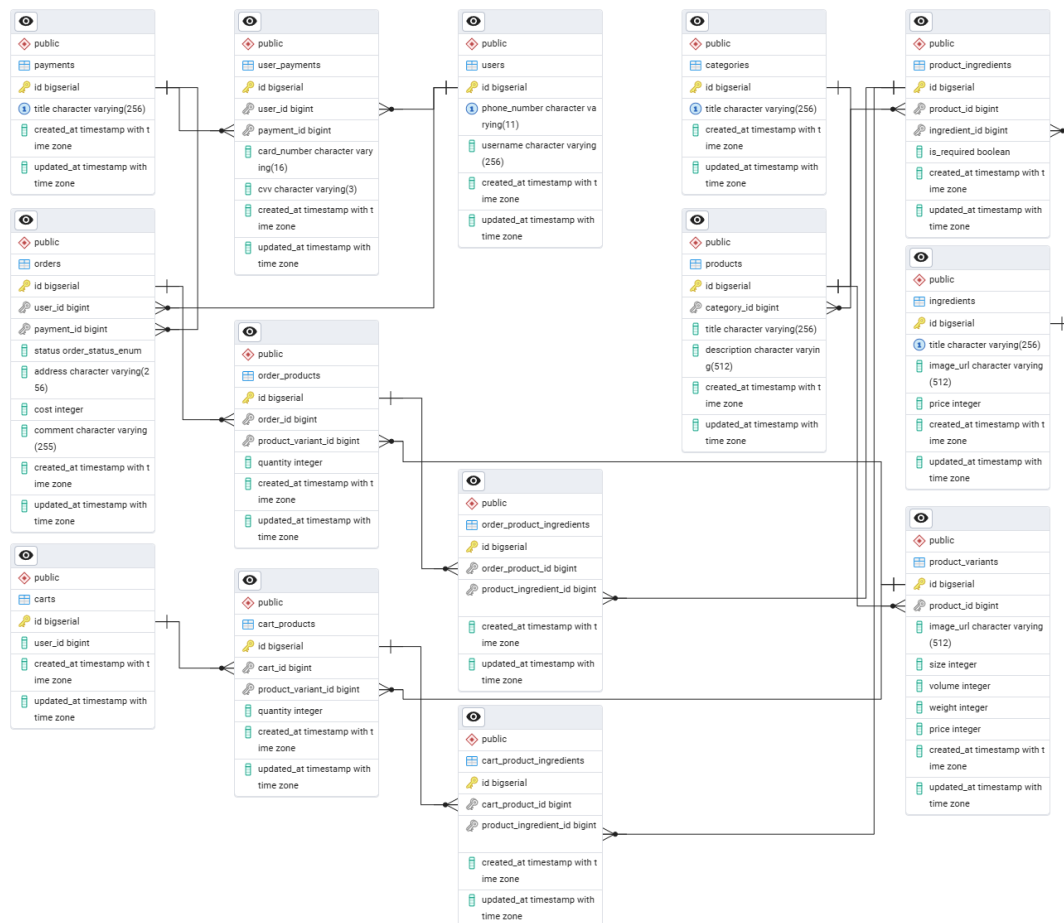 public
payments
id bigserial
title character varying(256)
created_at timestamp with t
ime zone
updated_at timestamp with
time zone
public
user_payments
id bigserial
user_id bigint
payment_id bigint
card_number character vary
ing(16)
cvv character varying(3)
created_at timestamp with t
ime zone
updated_at timestamp with
time zone
public
users
id bigserial
phone_number character va
rying(11)
username character varying
(256)
created_at timestamp with t
ime zone
updated_at timestamp with
time zone
public
categories
id bigserial
title character varying(256)
created_at timestamp with t
ime zone
updated_at timestamp with
time zone
public
product_ingredients
id bigserial
product_id bigint
ingredient_id bigint
is_required boolean
created_at timestamp with t
ime zone
updated_at timestamp with
time zone
public
orders
id bigserial
user_id bigint
payment_id bigint
status order_status_enum
address character varying(2
56)
cost integer
comment character varying
(255)
created_at timestamp with t
ime zone
updated_at timestamp with
time zone
public
products
id bigserial
category_id bigint
title character varying(256)
description character varyin
g(512)
created_at timestamp with t
ime zone
updated_at timestamp with
time zone
public
ingredients
id bigserial
title character varying(256)
image_url character varying
(512)
price integer
created_at timestamp with t
ime zone
updated_at timestamp with
time zone
public
order_products
id bigserial
order_id bigint
product_variant_id bigint
quantity integer
created_at timestamp with t
ime zone
updated_at timestamp with
time zone
public
order_product_ingredients
id bigserial
order_product_id bigint
product_ingredient_id bigint
created_at timestamp with t
ime zone
updated_at timestamp with
time zone
public
product_variants
id bigserial
product_id bigint
image_url character varying
(512)
size integer
volume integer
weight integer
price integer
created_at timestamp with t
ime zone
updated_at timestamp with
time zone
public
carts
id bigserial
user_id bigint
created_at timestamp with t
ime zone
updated_at timestamp with
time zone
public
cart_products
id bigserial
cart_id bigint
product_variant_id bigint
quantity integer
created_at timestamp with t
ime zone
updated_at timestamp with
time zone
public
cart_product_ingredients
id bigserial
cart_product_id bigint
product_ingredient_id bigint
created_at timestamp with t
ime zone
updated_at timestamp with
time zone